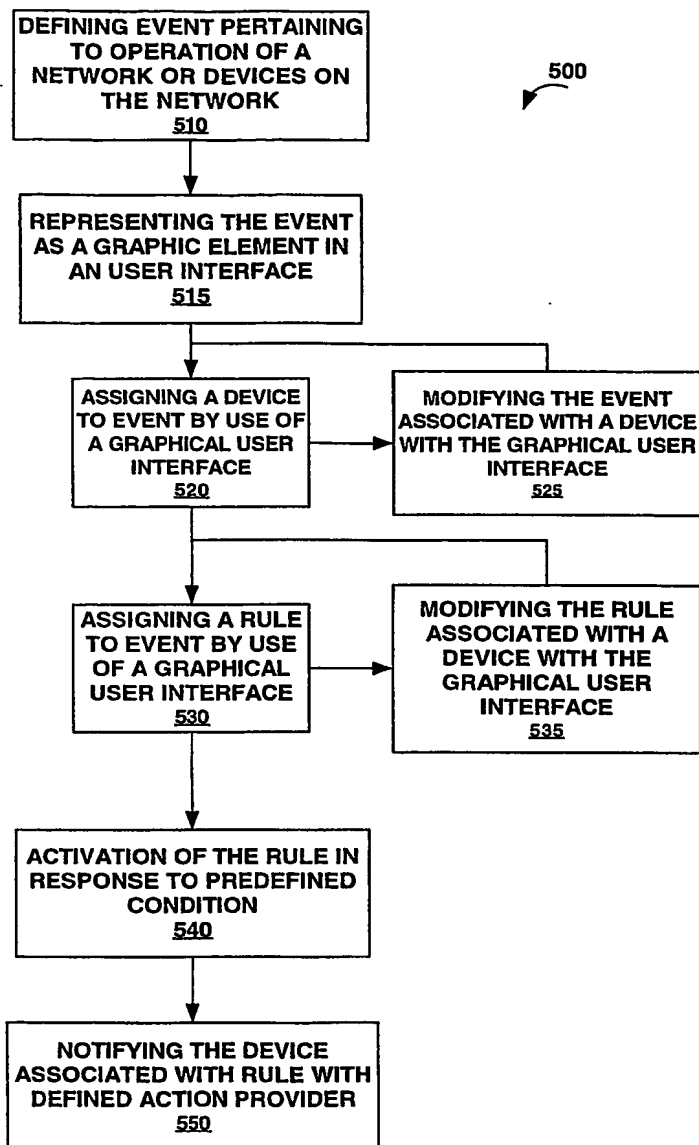 DEFINING EVENT PERTAINING
TO OPERATION OF A
NETWORK OR DEVICES ON
THE NETWORK
510
500
REPRESENTING THE EVENT
AS A GRAPHIC ELEMENT IN
AN USER INTERFACE
515
ASSIGNING A DEVICE
TO EVENT BY USE OF
A GRAPHICAL USER
INTERFACE
520
MODIFYING THE EVENT
ASSOCIATED WITH A DEVICE
WITH THE GRAPHICAL USER
INTERFACE
525
ASSIGNING A RULE
TO EVENT BY USE
OF A GRAPHICAL
USER INTERFACE
530
MODIFYING THE RULE
ASSOCIATED WITH A
DEVICE WITH THE
GRAPHICAL USER
INTERFACE
535
ACTIVATION OF THE RULE IN
RESPONSE TO PREDEFINED
CONDITION
540
NOTIFYING THE DEVICE
ASSOCIATED WITH RULE WITH
DEFINED ACTION PROVIDER
550